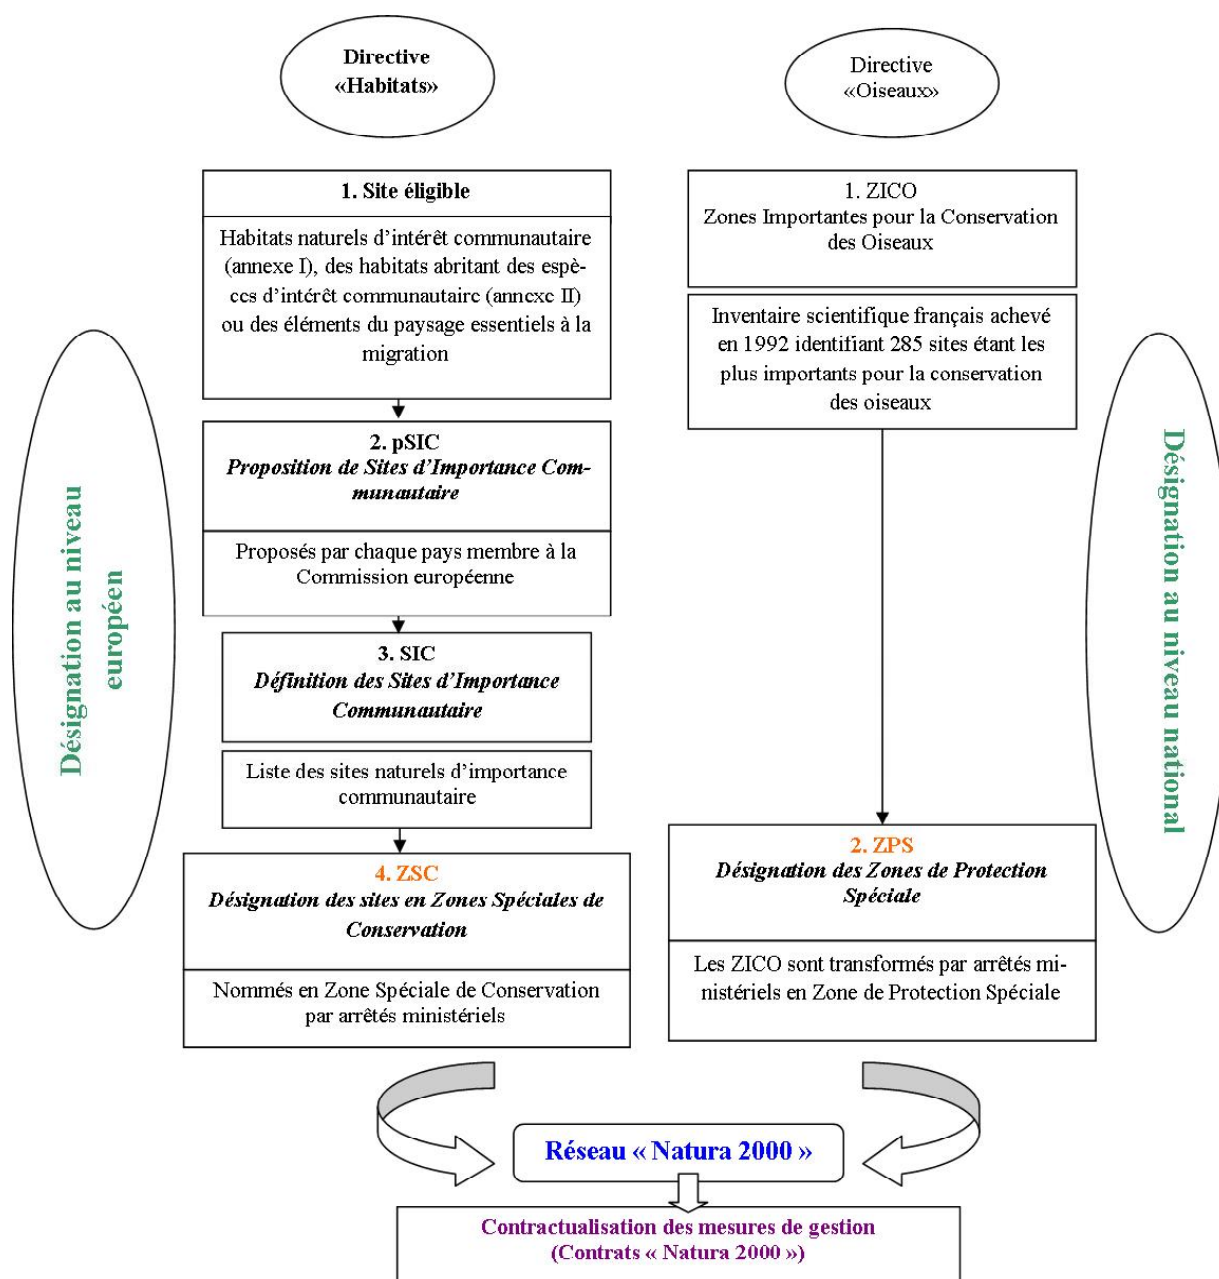 Directive
«Habitats»
Directive
«Oiseaux»
1. Site éligible
Habitats naturels d’intérêt communautaire
(annexe I), des habitats abritant des espè-
ces d’intérêt communautaire (annexe II)
ou des éléments du paysage essentiels à la
migration
2. pSIC
Proposition de Sites d’Importance Com-
munautaire
Proposés par chaque pays membre à la
Commission européenne
3. SIC
Définition des Sites d’Importance
Communautaire
Liste des sites naturels d’importance
communautaire
4. ZSC
Désignation des sites en Zones Spéciales de
Conservation
Nommés en Zone Spéciale de Conservation
par arrêtés ministériels
1. ZICO
Zones Importantes pour la Conservation
des Oiseaux
Inventaire scientifique français achevé
en 1992 identifiant 285 sites étant les
plus importants pour la conservation
des oiseaux
2. ZPS
Désignation des Zones de Protection
Spéciale
Les ZICO sont transformés par arrêtés mi-
nistériels en Zone de Protection Spéciale
Désignation au niveau
européen
Désignation au niveau national
Réseau « Natura 2000 »
Contractualisation des mesures de gestion
(Contrats « Natura 2000 »)